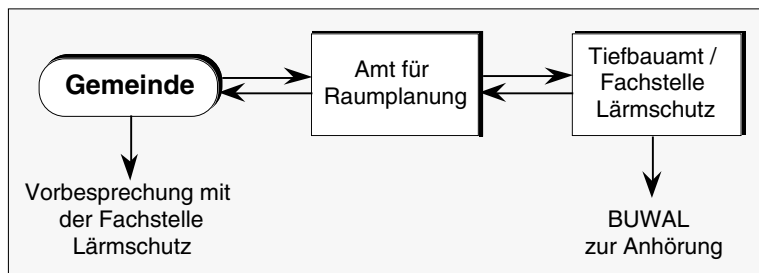 Gemeinde
Amt für
Raumplanung
Tiefbauamt /
Fachstelle
Lärmschutz
Vorbesprechung mit
der Fachstelle
Lärmschutz
BUWAL
zur Anhörung